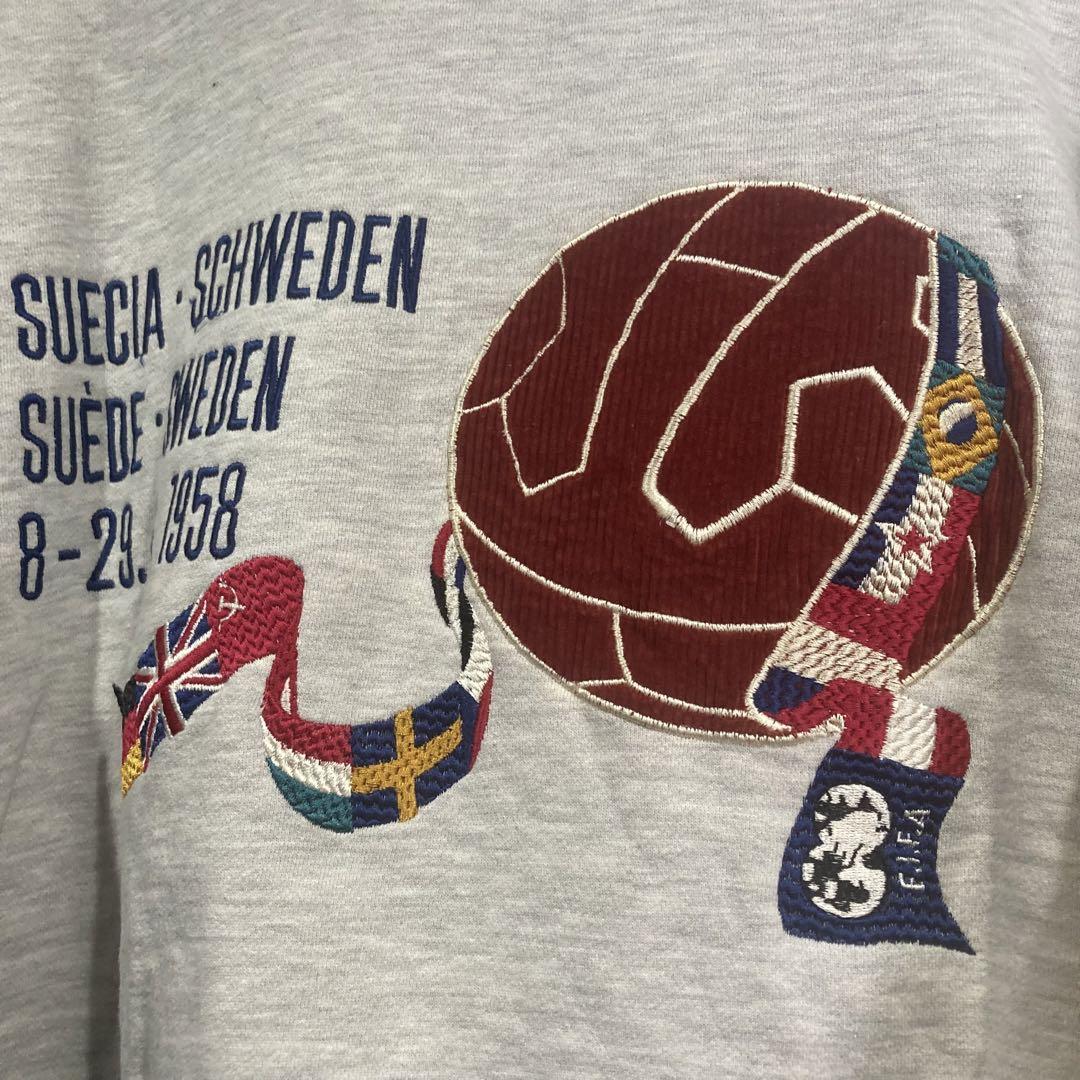 SUECIA · SCHWEDEN
SUÈDE · SWEDEN
8-29. 1958
F.I.F.A